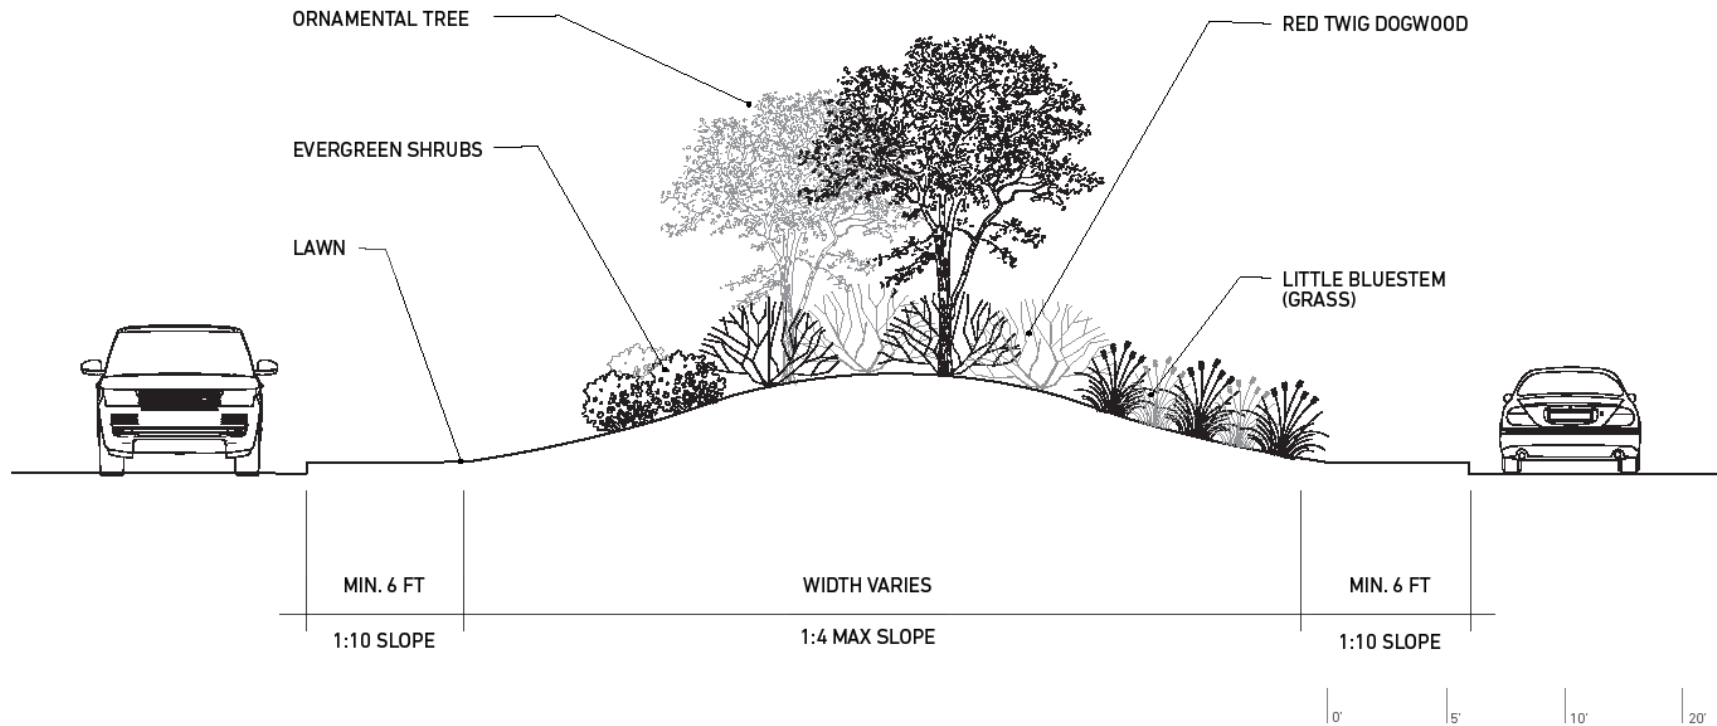 ORNAMENTAL TREE
RED TWIG DOGWOOD
EVERGREEN SHRUBS
LAWN
LITTLE BLUESTEM
(GRASS)
MIN. 6 FT
WIDTH VARIES
MIN. 6 FT
1:10 SLOPE
1:4 MAX SLOPE
1:10 SLOPE
0'
5'
10'
20'